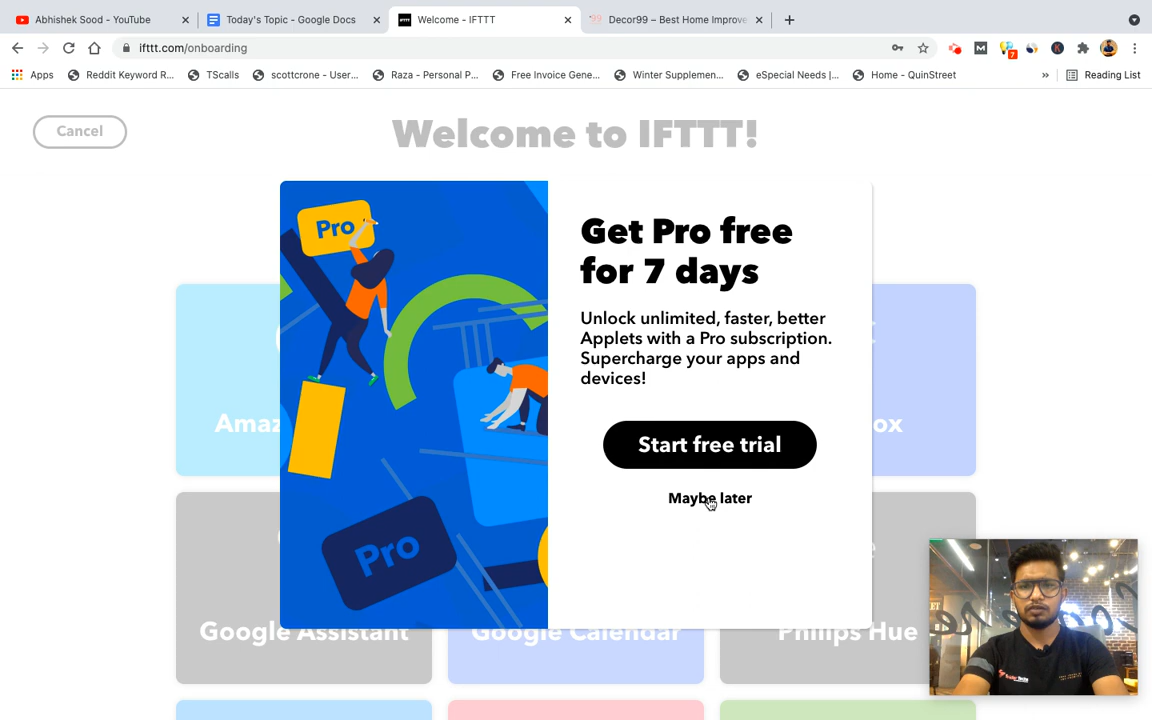 Abhishek Sood - YouTube
Today's Topic - Google Docs
Welcome - IFTTT
Decor99 – Best Home Improve
ifttt.com/onboarding
7
Apps
Reddit Keyword R...
TScalls
scottcrone - User...
Raza - Personal P...
Free Invoice Gene...
Winter Supplemen...
eSpecial Needs |...
Home - QuinStreet
»
Reading List
Cancel
Welcome to IFTTT!
Pro
Get Pro free
for 7 days
Unlock unlimited, faster, better
Applets with a Pro subscription.
Supercharge your apps and
devices!
Start free trial
Maybe later
Pro
Google Assistant
Google Calendar
Philips Hue